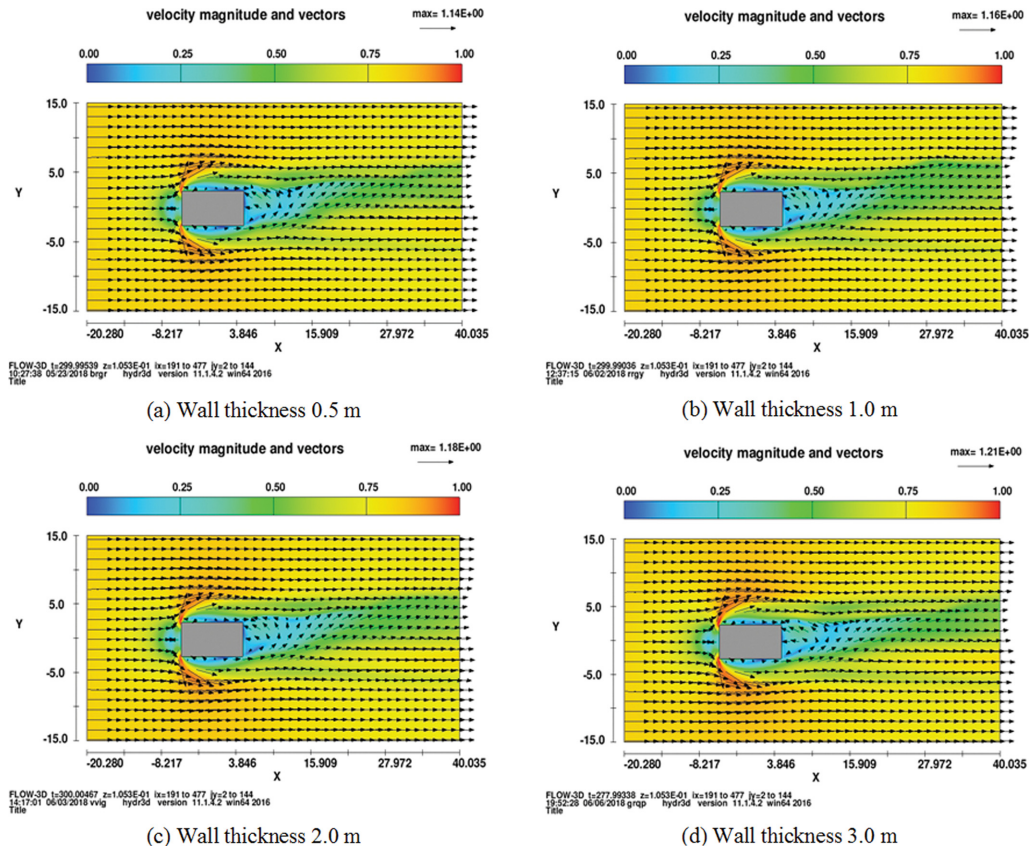 velocity magnitude and vectors
max= 1.14E+00
0.00 0.25 0.50 0.75 1.00
15.0
5.0
Y
-5.0
-15.0
-20.280 -8.217 3.846 15.909 27.972 40.035
X
FLOW-3D t=299.99539 z=1.053E-01 ix=191 to 477 jy=2 to 144
10:27:38 05/23/2018 brgr hydr3d version 11.1.4.2 win64 2016
Title
(a) Wall thickness 0.5 m
velocity magnitude and vectors
max= 1.16E+00
0.00 0.25 0.50 0.75 1.00
15.0
5.0
Y
-5.0
-15.0
-20.280 -8.217 3.846 15.909 27.972 40.035
X
FLOW-3D t=299.99036 z=1.053E-01 ix=191 to 477 jy=2 to 144
12:37:15 06/02/2018 rrgy hydr3d version 11.1.4.2 win64 2016
Title
(b) Wall thickness 1.0 m
velocity magnitude and vectors
max= 1.18E+00
0.00 0.25 0.50 0.75 1.00
15.0
5.0
Y
-5.0
-15.0
-20.280 -8.217 3.846 15.909 27.972 40.035
X
FLOW-3D t=300.00467 z=1.053E-01 ix=191 to 477 jy=2 to 144
14:17:01 06/03/2018 vvig hydr3d version 11.1.4.2 win64 2016
Title
(c) Wall thickness 2.0 m
velocity magnitude and vectors
max= 1.21E+00
0.00 0.25 0.50 0.75 1.00
15.0
5.0
Y
-5.0
-15.0
-20.280 -8.217 3.846 15.909 27.972 40.035
X
FLOW-3D t=277.99338 z=1.053E-01 ix=191 to 477 jy=2 to 144
19:52:28 06/06/2018 grqp hydr3d version 11.1.4.2 win64 2016
Title
(d) Wall thickness 3.0 m